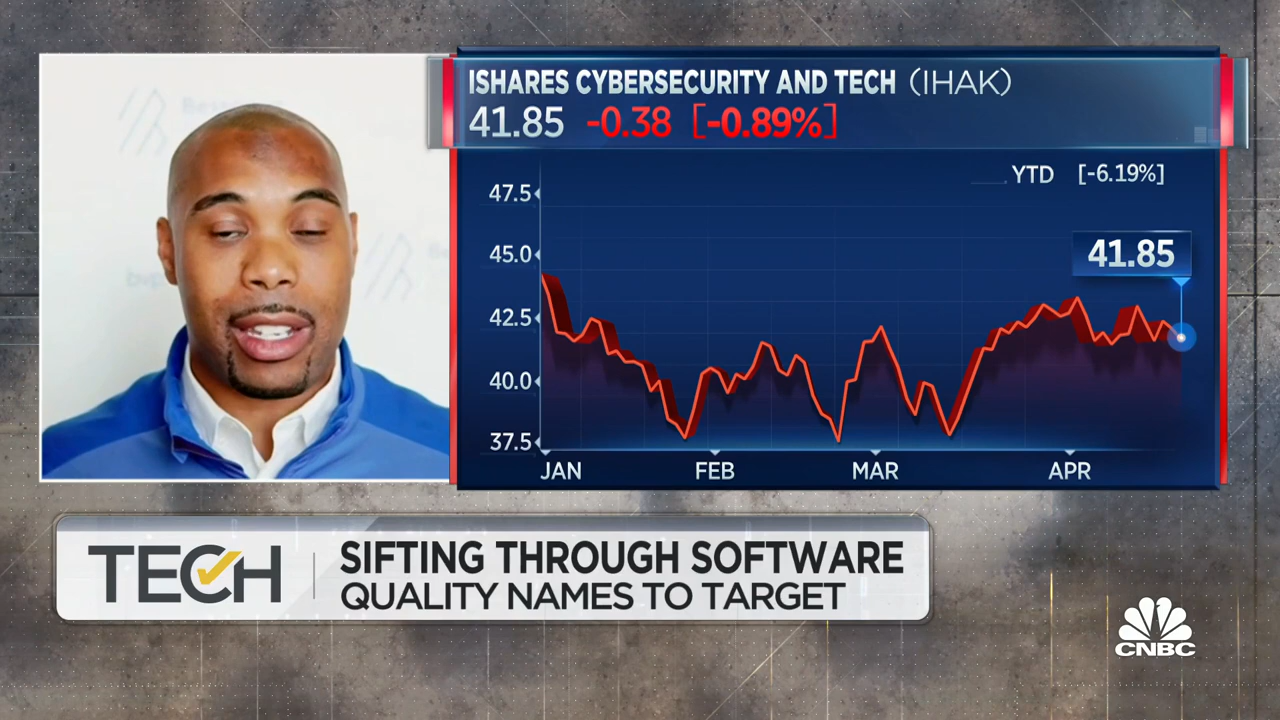 ISHARES CYBERSECURITY AND TECH (IHAK)
41.85 -0.38 [-0.89%]
YTD [-6.19%]
47.5
45.0
42.5
40.0
37.5
41.85
JAN FEB MAR APR
TECH
SIFTING THROUGH SOFTWARE
QUALITY NAMES TO TARGET
CNBC